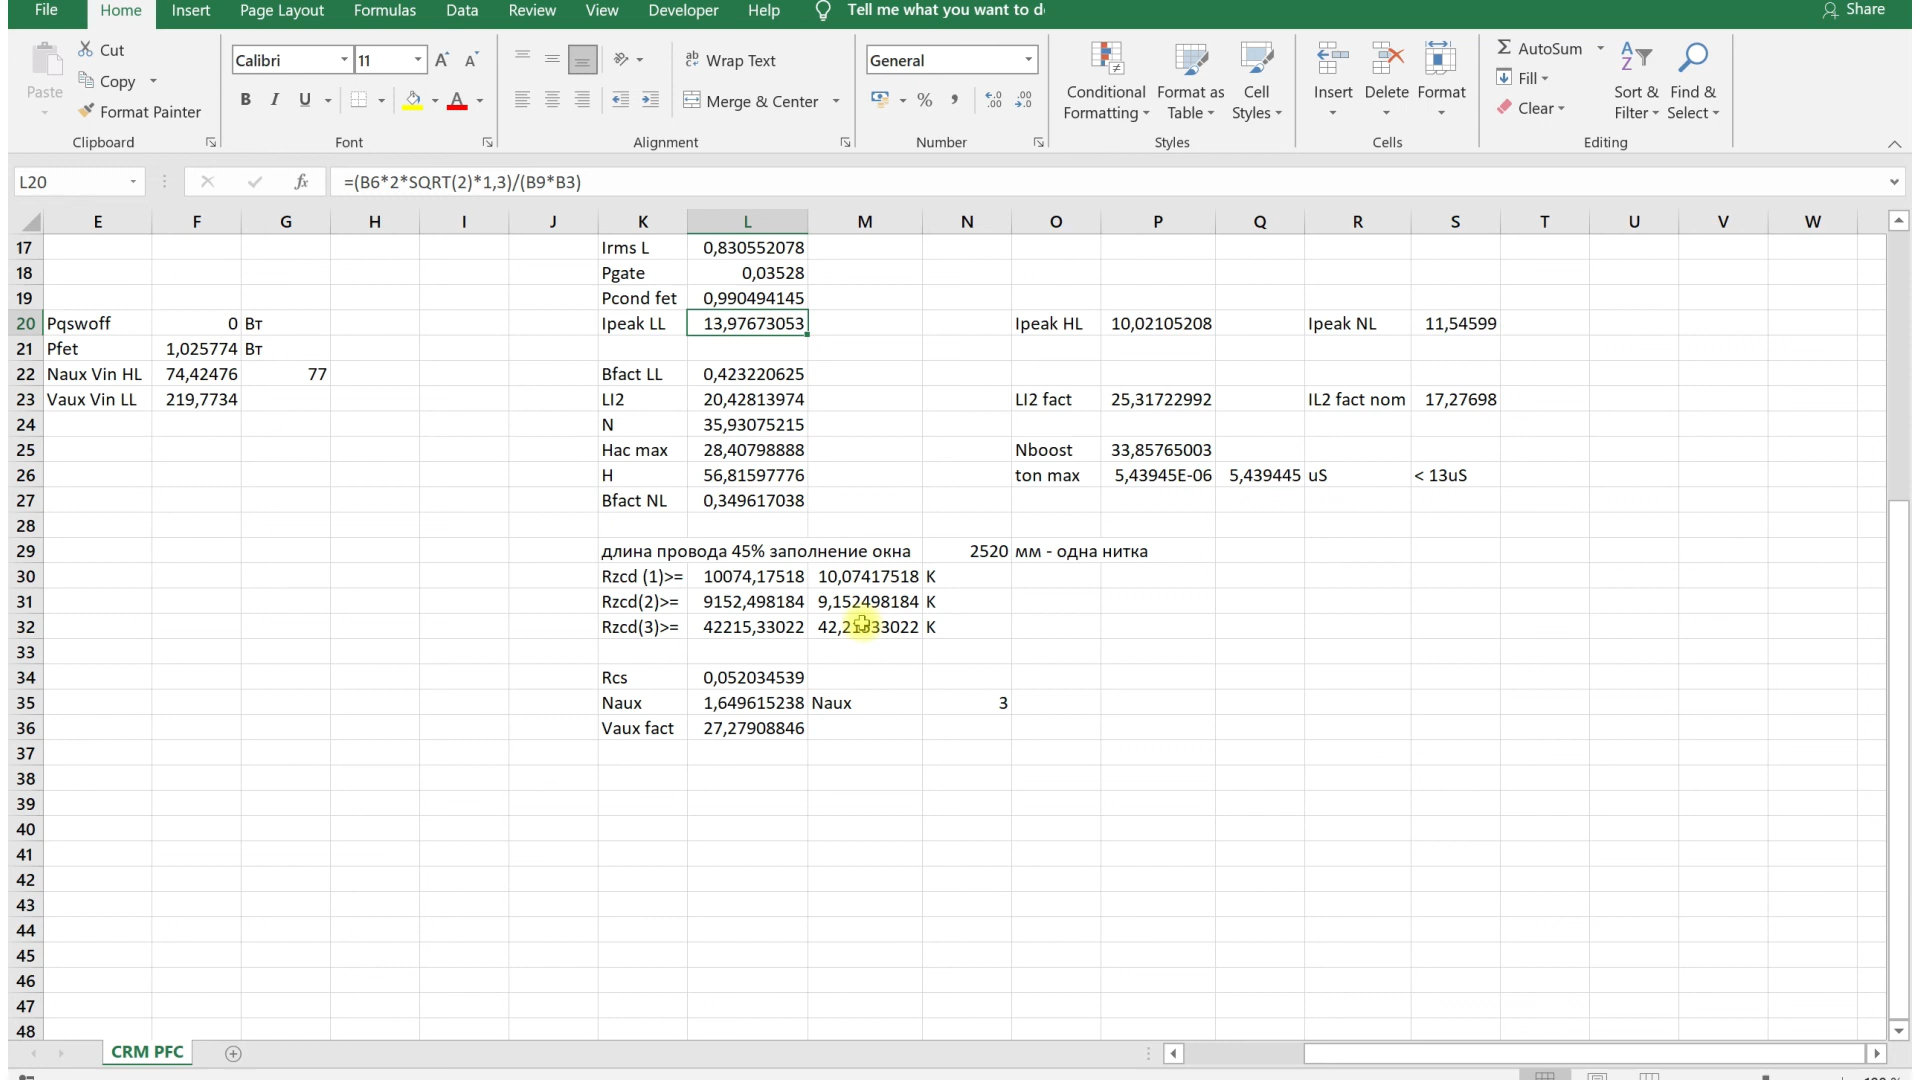 File Home Insert Page Layout Formulas Data Review View Developer Help Tell me what you want to d Share
Cut
Copy
Format Painter
Paste
Clipboard
Calibri 11
B I U
Font
Wrap Text
Merge & Center
Alignment
General
% ,
Number
Conditional Formatting
Format as Table
Cell Styles
Styles
Insert Delete Format
Cells
AutoSum
Fill
Clear
Sort & Filter
Find & Select
Editing
L20 fx =(B6*2*SQRT(2)*1,3)/(B9*B3)
E F G H I J K L M N O P Q R S T U V W
17 Irms L 0,830552078
18 Pgate 0,03528
19 Pcond fet 0,990494145
20 Pqswoff 0 Вт Ipeak LL 13,97673053 Ipeak HL 10,02105208 Ipeak NL 11,54599
21 Pfet 1,025774 Вт
22 Naux Vin HL 74,42476 77 Bfact LL 0,423220625
23 Vaux Vin LL 219,7734 LI2 20,42813974 LI2 fact 25,31722992 IL2 fact nom 17,27698
24 N 35,93075215
25 Hac max 28,40798888 Nboost 33,85765003
26 H 56,81597776 ton max 5,43945E-06 5,439445 uS < 13uS
27 Bfact NL 0,349617038
28
29 длина провода 45% заполнение окна 2520 мм - одна нитка
30 Rzcd (1)>= 10074,17518 10,07417518 K
31 Rzcd(2)>= 9152,498184 9,152498184 K
32 Rzcd(3)>= 42215,33022 42,21533022 K
33
34 Rcs 0,052034539
35 Naux 1,649615238 Naux 3
36 Vaux fact 27,27908846
37
38
39
40
41
42
43
44
45
46
47
48
CRM PFC